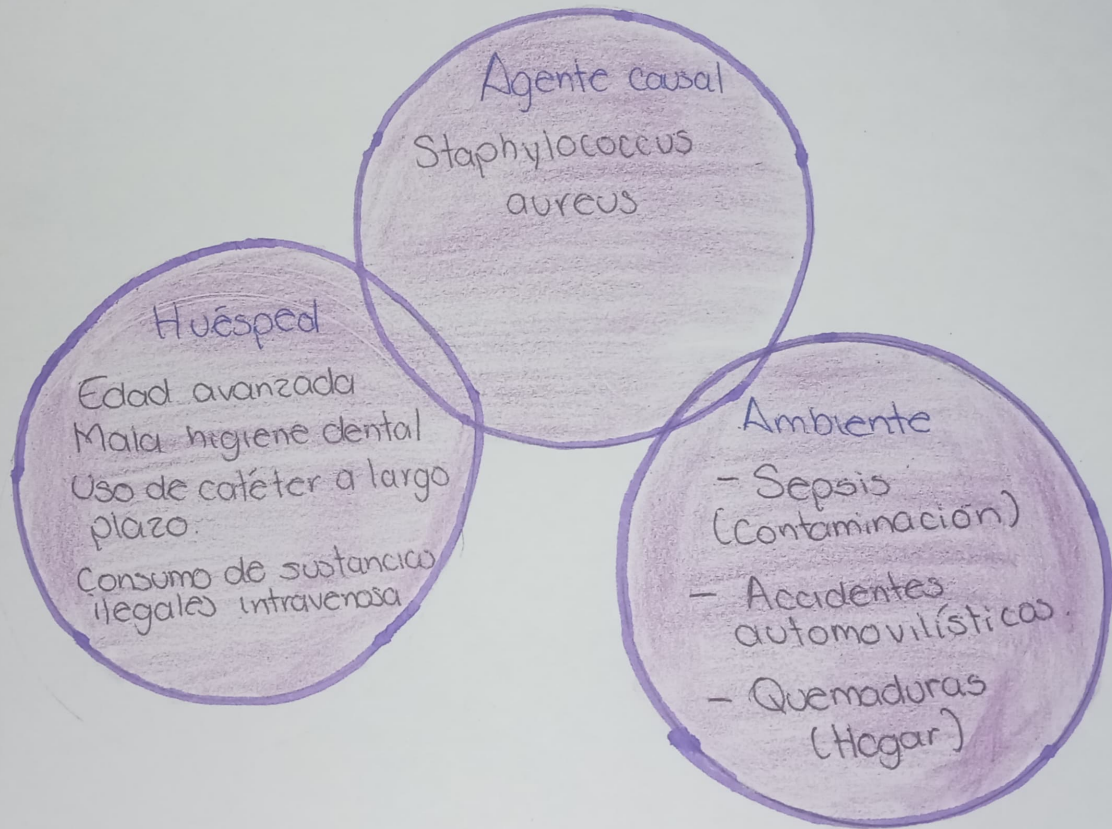 Agente causal
Staphylococcus
aureus
Huésped
Edad avanzada
Mala higiene dental
Uso de catéter a largo
plazo.
Consumo de sustancias
ilegales intravenosa
Ambiente
- Sepsis
(Contaminación)
- Accidentes
automovilísticos.
- Quemaduras
(Hogar)